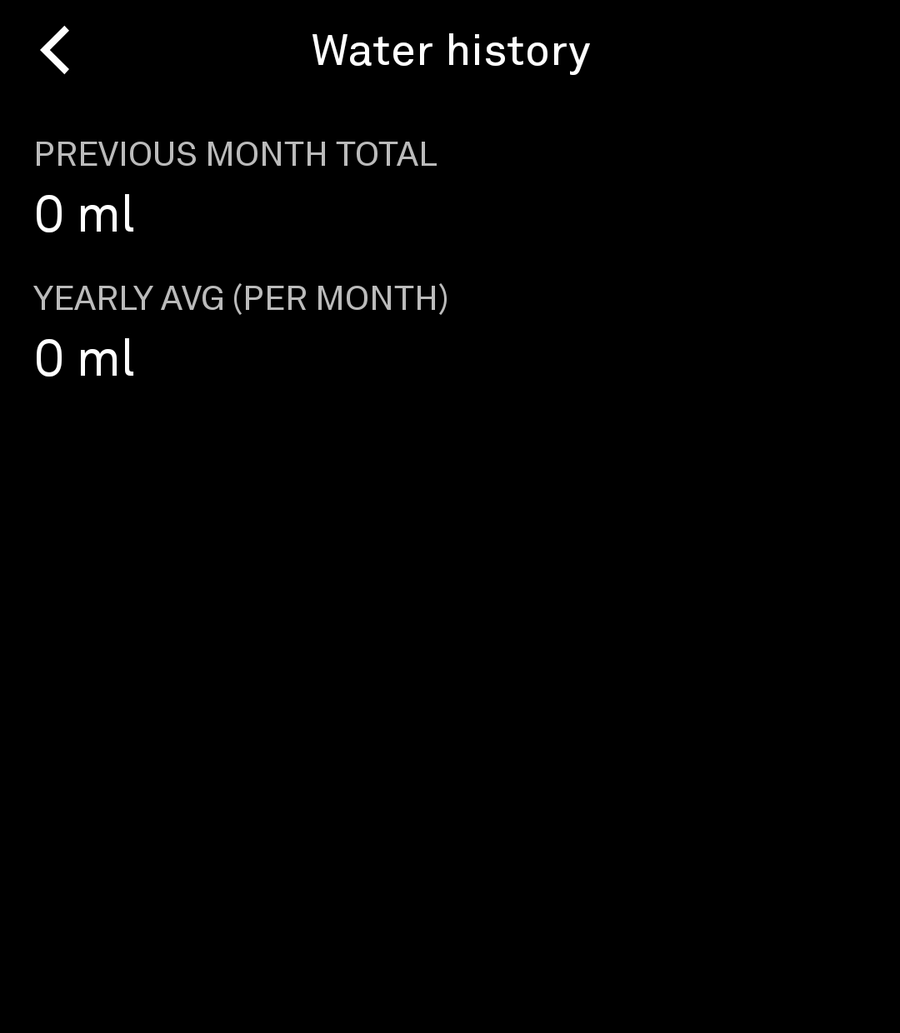 Water history
PREVIOUS MONTH TOTAL
0 ml
YEARLY AVG (PER MONTH)
0 ml